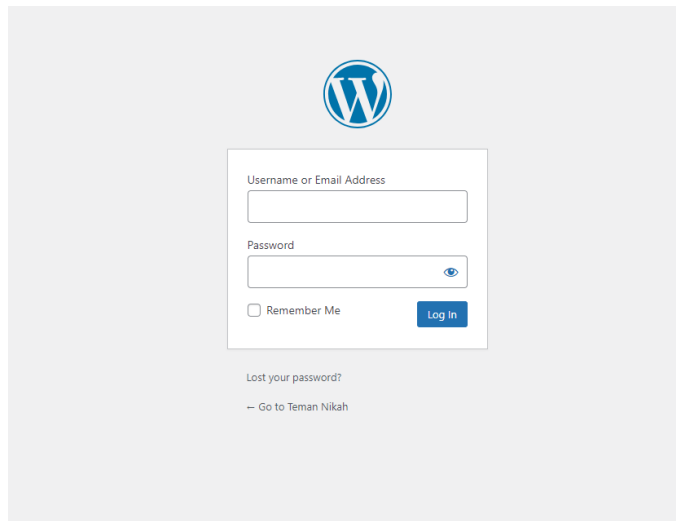 Username or Email Address
Password
Remember Me
Log In
Lost your password?
← Go to Teman Nikah